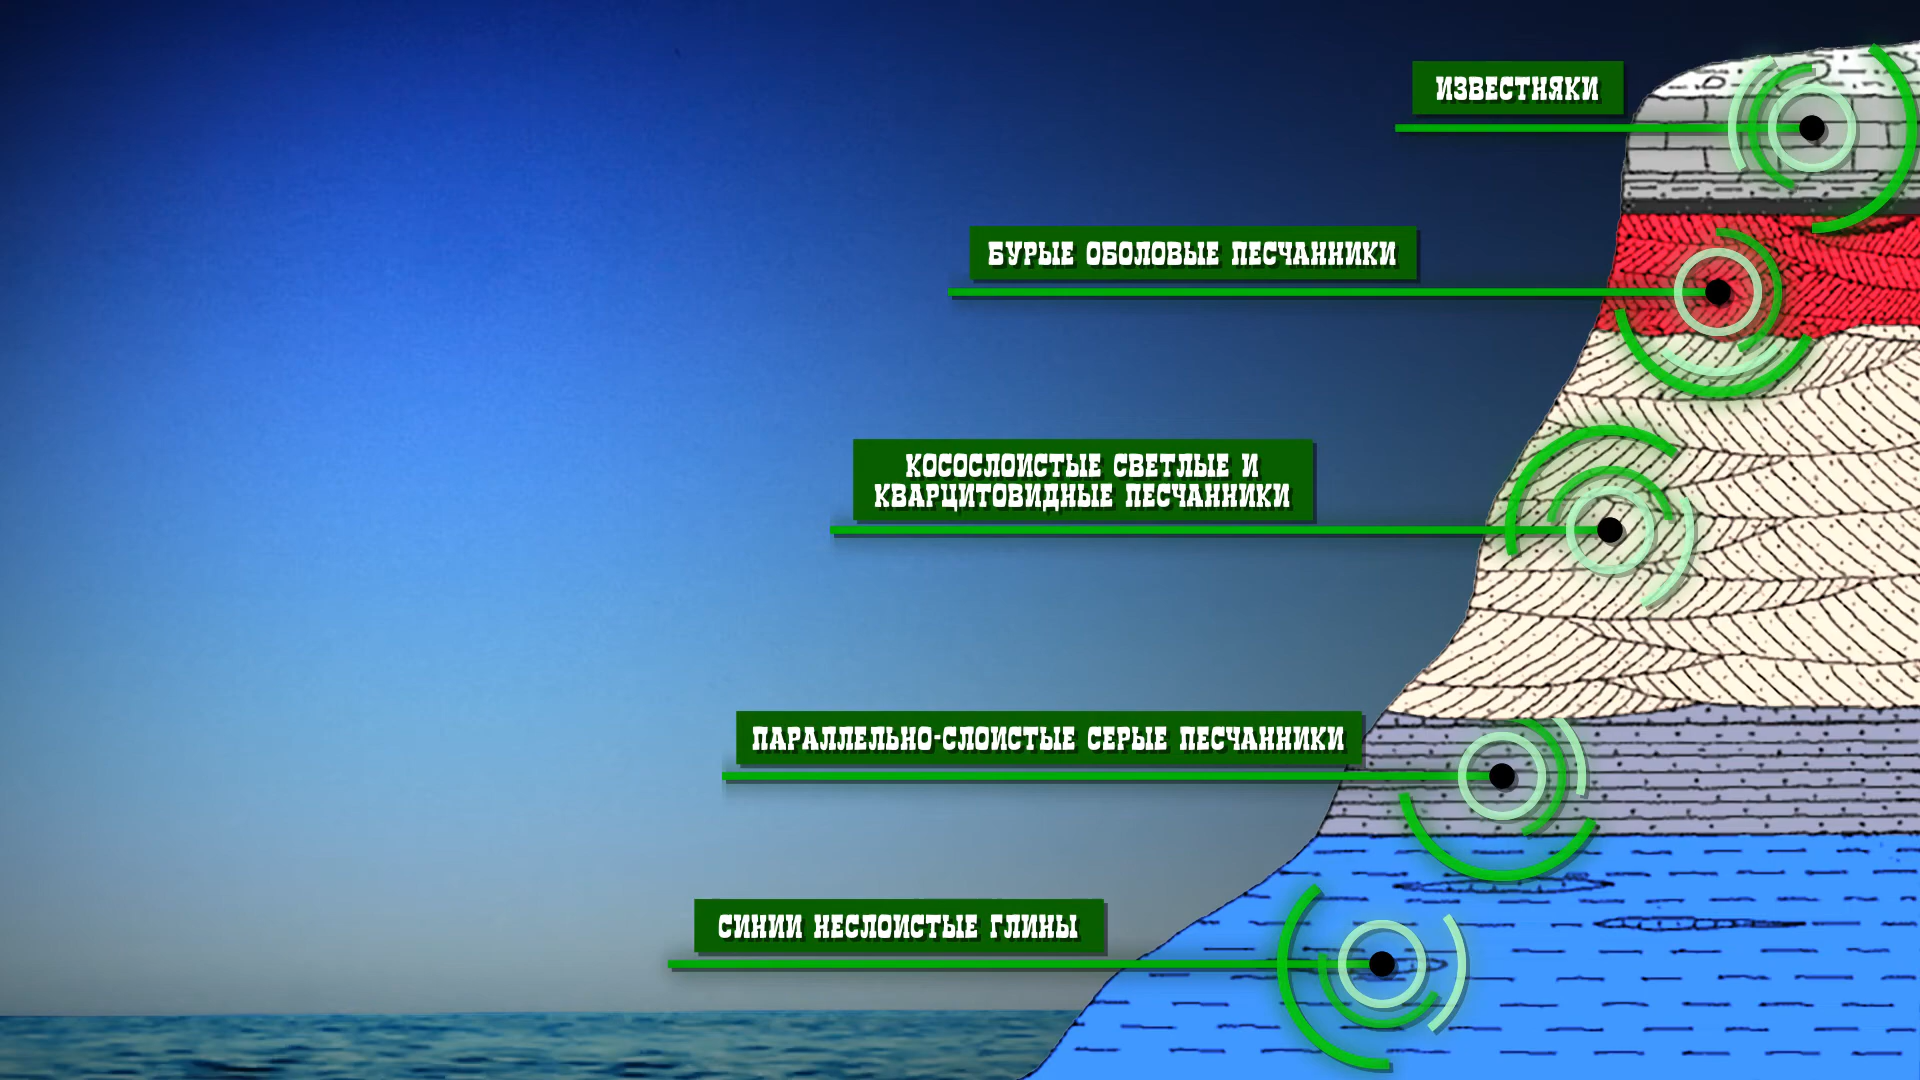 ИЗВЕСТНЯКИ
БУРЫЕ ОБОЛОВЫЕ ПЕСЧАННИКИ
КОСОСЛОИСТЫЕ СВЕТЛЫЕ И
КВАРЦИТОВИДНЫЕ ПЕСЧАННИКИ
ПАРАЛЛЕЛЬНО-СЛОИСТЫЕ СЕРЫЕ ПЕСЧАННИКИ
СИНИИ НЕСЛОИСТЫЕ ГЛИНЫ